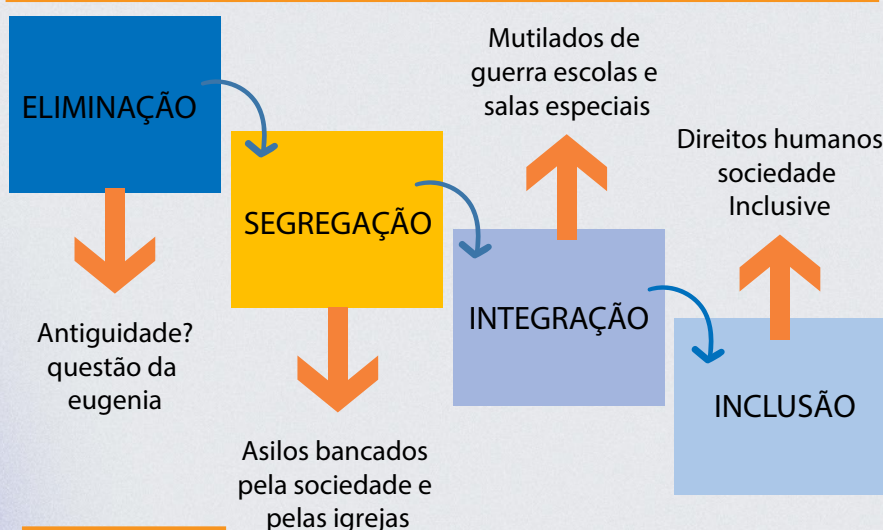 ELIMINAÇÃO
Antiguidade?
questão da
eugenia
SEGREGAÇÃO
Asilos bancados
pela sociedade e
pelas igrejas
Mutilados de
guerra escolas e
salas especiais
INTEGRAÇÃO
Direitos humanos
sociedade
Inclusive
INCLUSÃO